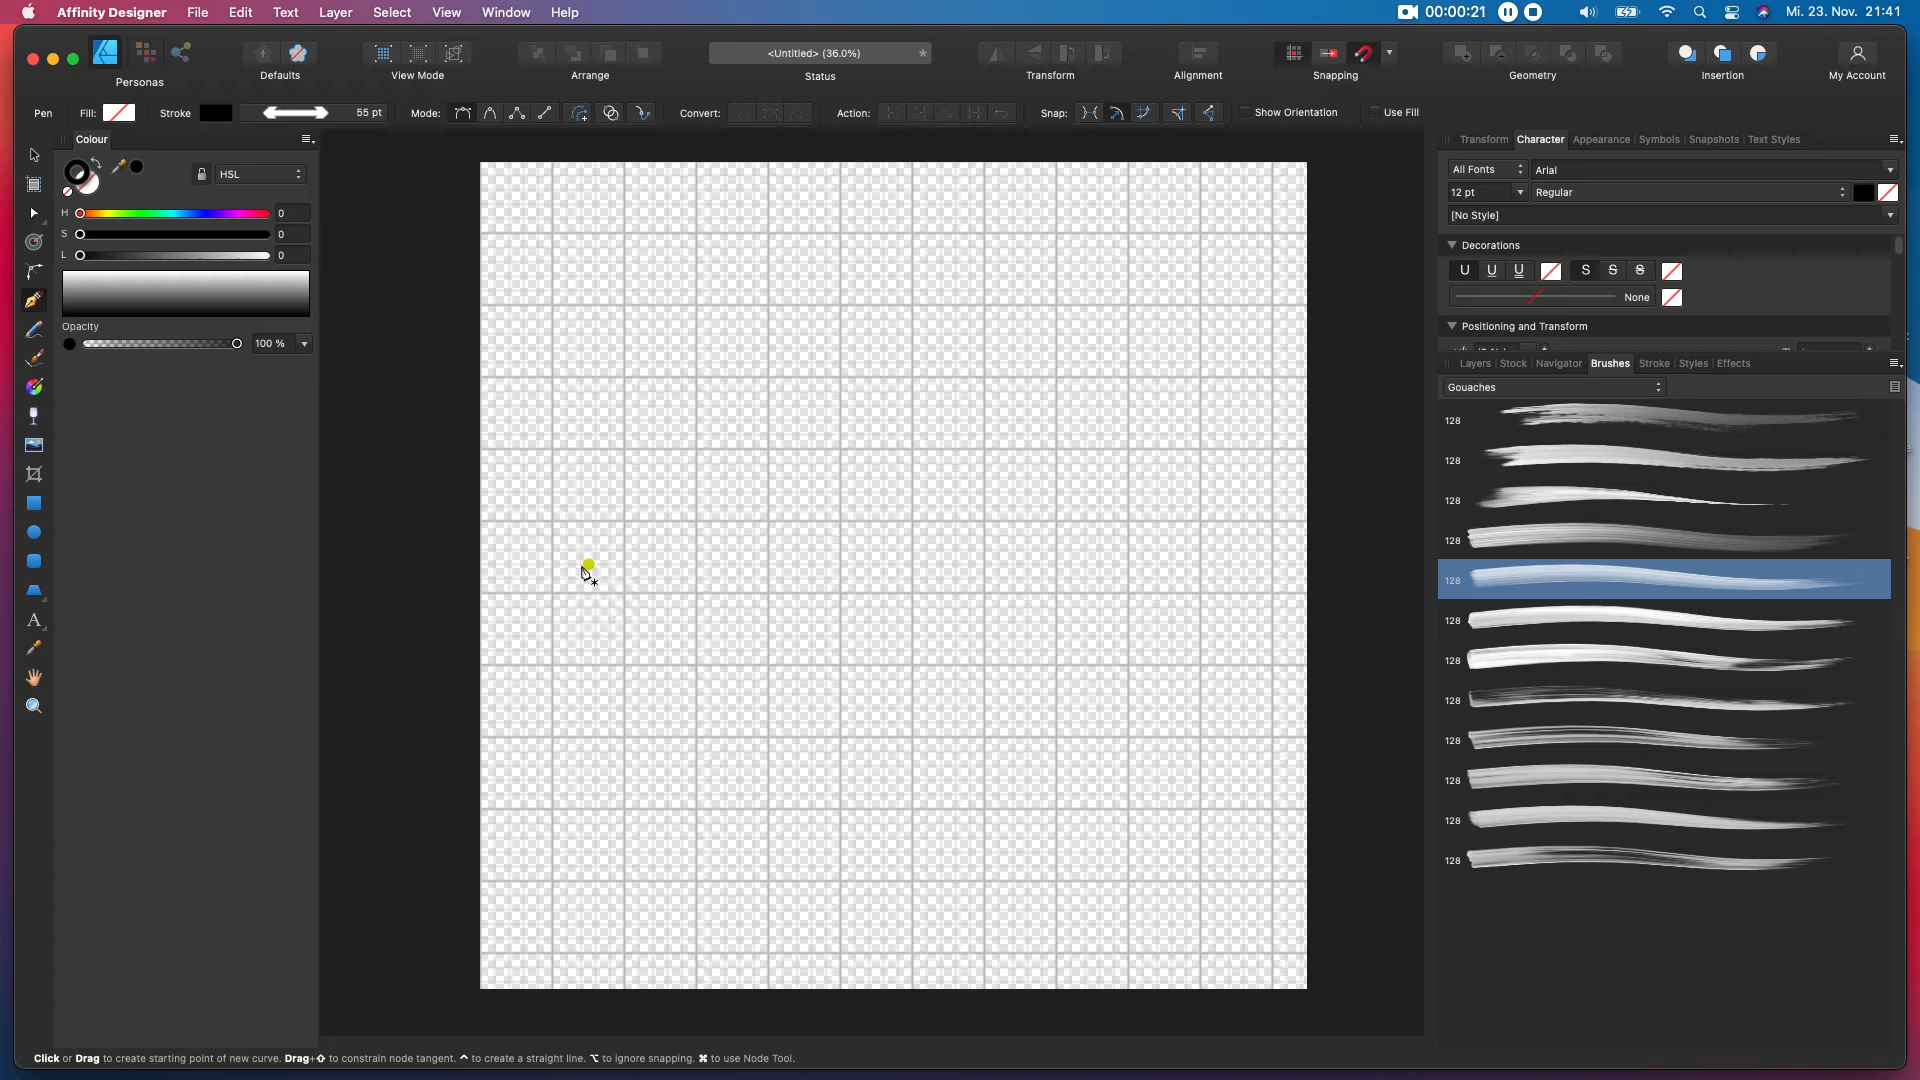 Affinity Designer File Edit Text Layer Select View Window Help 00:00:21 Mi. 23. Nov. 21:41
<Untitled> (36.0%) *
Personas Defaults View Mode Arrange Status Transform Alignment Snapping Geometry Insertion My Account
Pen Fill: Stroke 55 pt Mode: Convert: Action: Snap: Show Orientation Use Fill
Colour
HSL
H 0
S 0
L 0
Opacity
100 %
A
Transform Character Appearance Symbols Snapshots Text Styles
All Fonts Arial
12 pt Regular
[No Style]
Decorations
U U U S S S
None
Positioning and Transform
Layers Stock Navigator Brushes Stroke Styles Effects
Gouaches
128
128
128
128
128
128
128
128
128
128
128
128
Click or Drag to create starting point of new curve. Drag+⇧ to constrain node tangent. ^ to create a straight line. ⌥ to ignore snapping. ⌘ to use Node Tool.